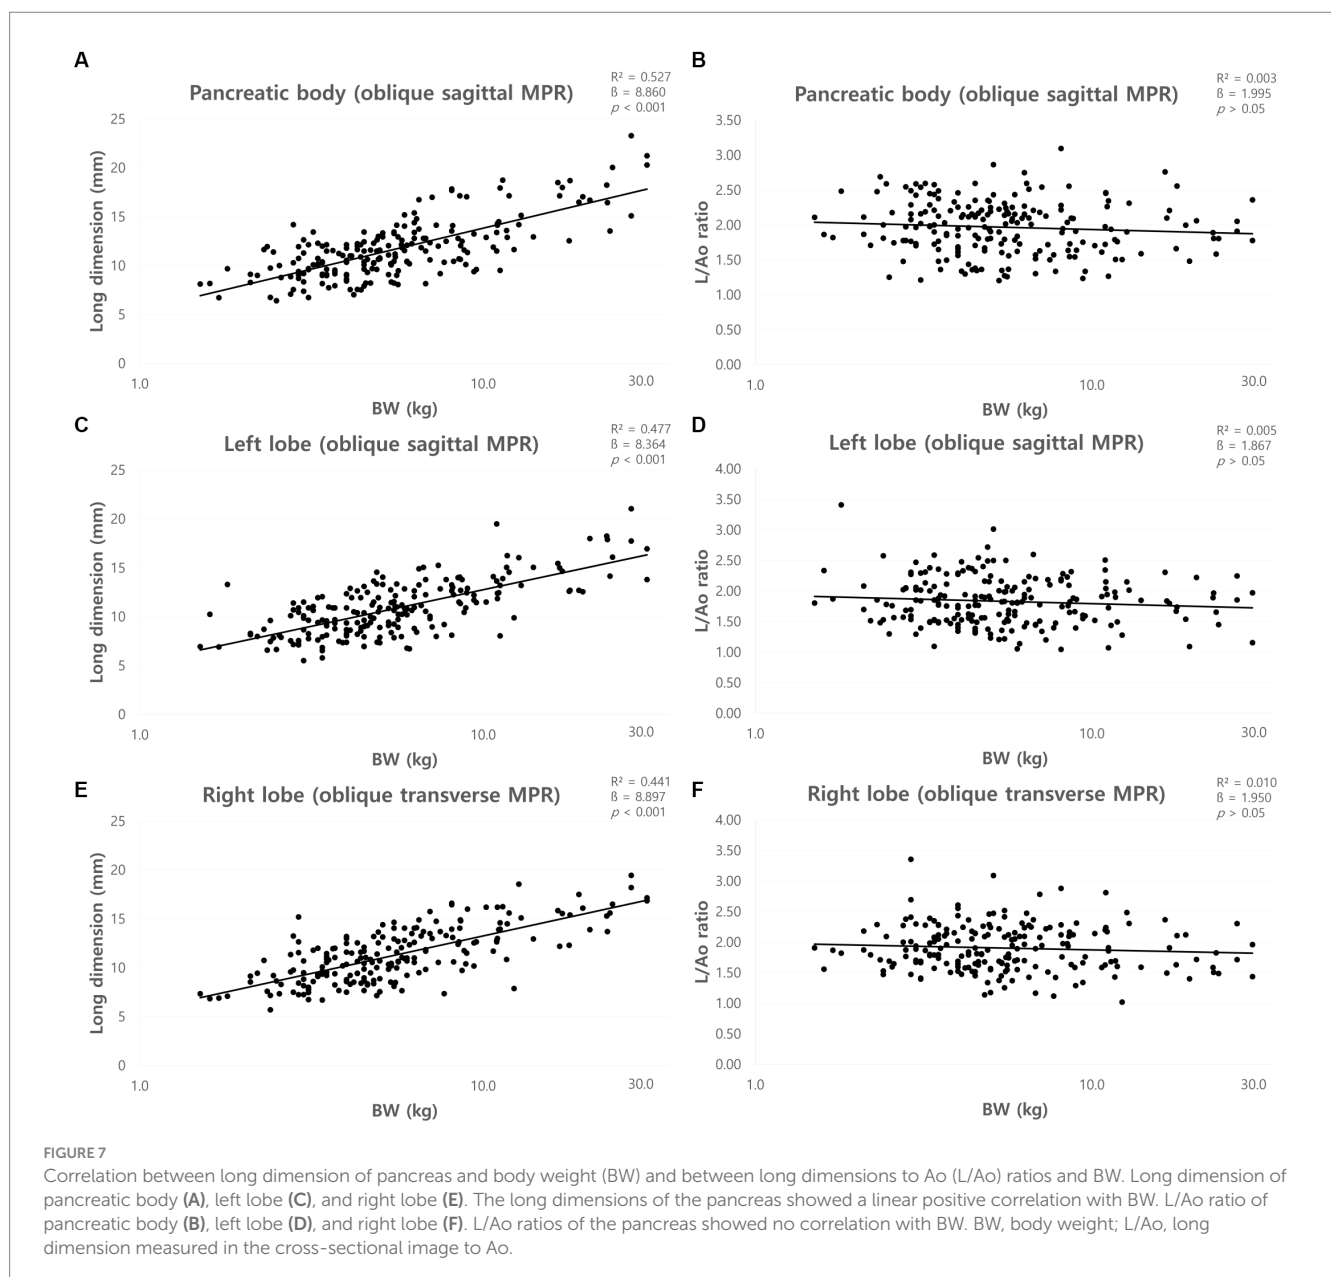 A
Pancreatic body (oblique sagittal MPR)
R² = 0.527
ß = 8.860
p < 0.001
Long dimension (mm)
25
20
15
10
5
0
1.0
10.0
30.0
BW (kg)
B
Pancreatic body (oblique sagittal MPR)
R² = 0.003
ß = 1.995
p > 0.05
L/Ao ratio
3.50
3.00
2.50
2.00
1.50
1.00
0.50
0.00
1.0
10.0
30.0
BW (kg)
C
Left lobe (oblique sagittal MPR)
R² = 0.477
ß = 8.364
p < 0.001
Long dimension (mm)
25
20
15
10
5
0
1.0
10.0
30.0
BW (kg)
D
Left lobe (oblique sagittal MPR)
R² = 0.005
ß = 1.867
p > 0.05
L/Ao ratio
4.00
3.50
3.00
2.50
2.00
1.50
1.00
0.50
0.00
1.0
10.0
30.0
BW (kg)
E
Right lobe (oblique transverse MPR)
R² = 0.441
ß = 8.897
p < 0.001
Long dimension (mm)
25
20
15
10
5
0
1.0
10.0
30.0
BW (kg)
F
Right lobe (oblique transverse MPR)
R² = 0.010
ß = 1.950
p > 0.05
L/Ao ratio
4.00
3.50
3.00
2.50
2.00
1.50
1.00
0.50
0.00
1.0
10.0
30.0
BW (kg)
FIGURE 7
Correlation between long dimension of pancreas and body weight (BW) and between long dimensions to Ao (L/Ao) ratios and BW. Long dimension of
pancreatic body (A), left lobe (C), and right lobe (E). The long dimensions of the pancreas showed a linear positive correlation with BW. L/Ao ratio of
pancreatic body (B), left lobe (D), and right lobe (F). L/Ao ratios of the pancreas showed no correlation with BW. BW, body weight; L/Ao, long
dimension measured in the cross-sectional image to Ao.